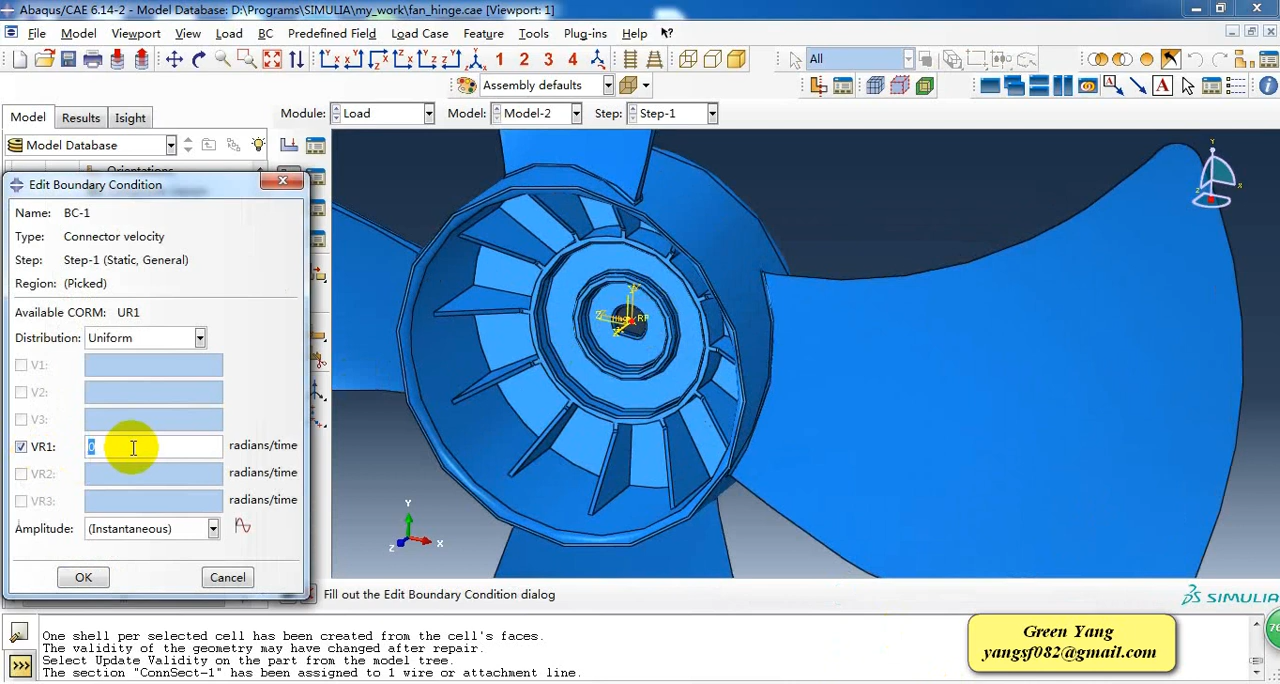 Abaqus/CAE 6.14-2 - Model Database: D:\Programs\SIMULIA\my_work\fan_hinge.cae [Viewport: 1]
File Model Viewport View Load BC Predefined Field Load Case Feature Tools Plug-ins Help
1 2 3 4
All
Assembly defaults
Model Results Isight
Module: Load Model: Model-2 Step: Step-1
Model Database
Orientations
Edit Boundary Condition
Name: BC-1
Type: Connector velocity
Step: Step-1 (Static, General)
Region: (Picked)
Available CORM: UR1
Distribution: Uniform
V1:
V2:
V3:
VR1: 0 radians/time
VR2: radians/time
VR3: radians/time
Amplitude: (Instantaneous)
OK Cancel
RP
Y
X
Z
Y
X
Z
Fill out the Edit Boundary Condition dialog
SIMULIA
One shell per selected cell has been created from the cell's faces.
The validity of the geometry may have changed after repair.
Select Update Validity on the part from the model tree.
The section "ConnSect-1" has been assigned to 1 wire or attachment line.
>>>
Green Yang
yangsf082@gmail.com